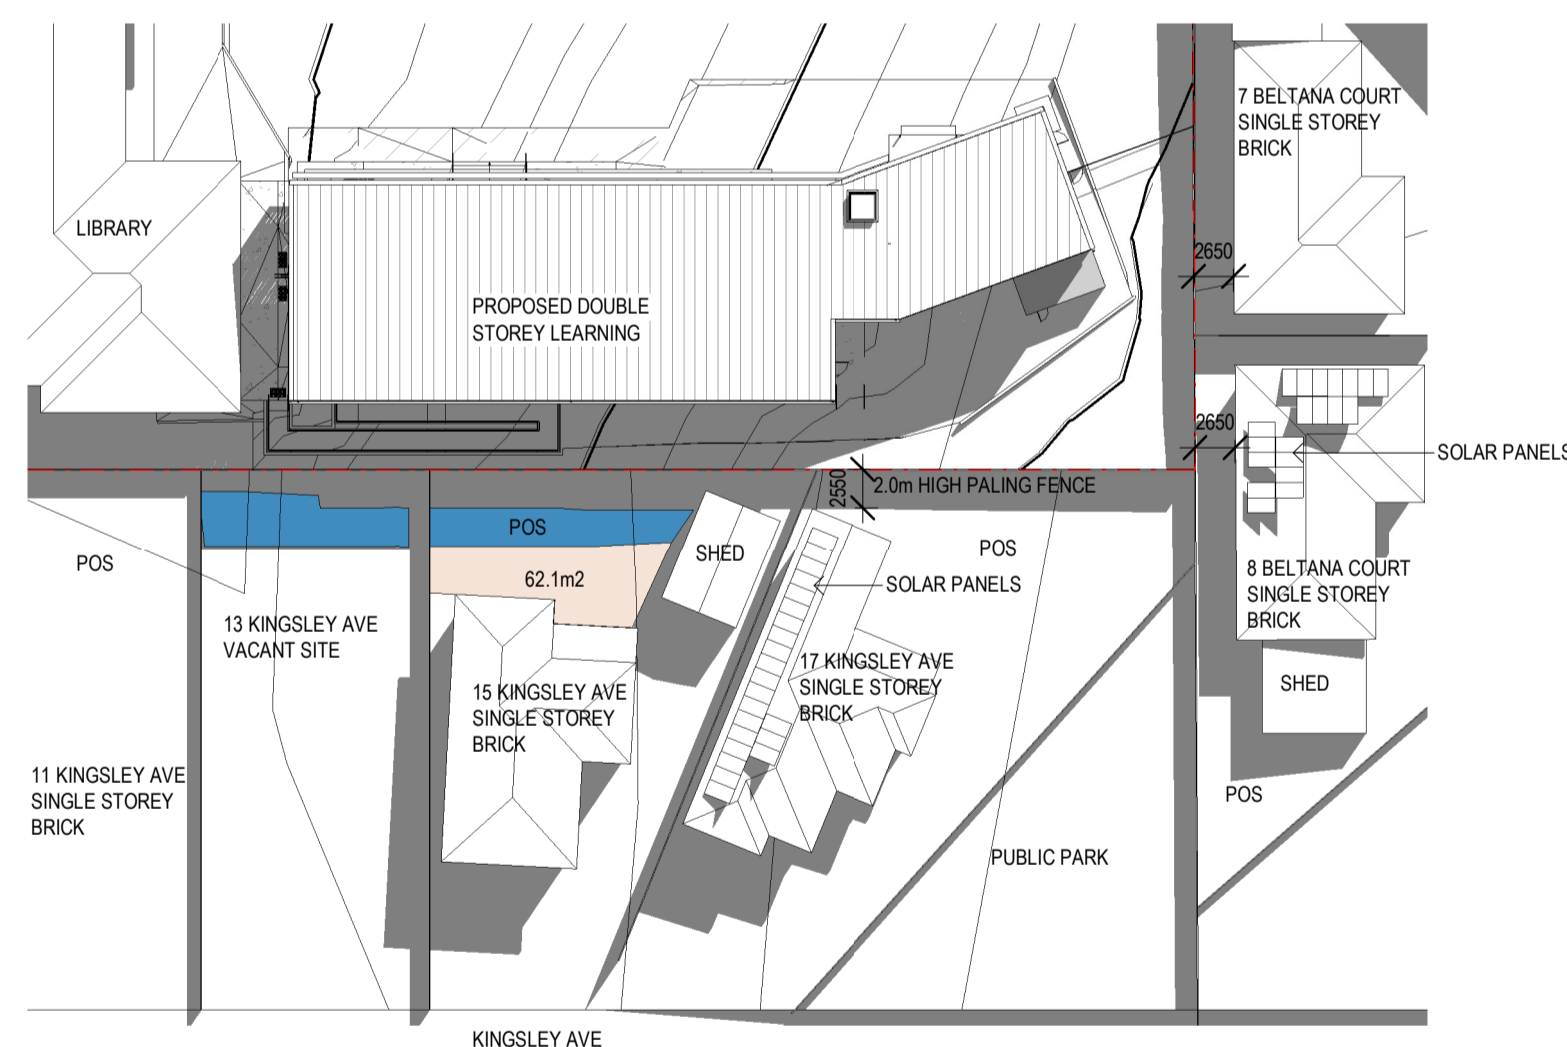 7 BELTANA COURT
SINGLE STOREY
BRICK
LIBRARY
2650
PROPOSED DOUBLE
STOREY LEARNING
2650
SOLAR PANELS
2550
2.0m HIGH PALING FENCE
POS
POS
SHED
POS
62.1m2
SOLAR PANELS
8 BELTANA COURT
SINGLE STOREY
BRICK
13 KINGSLEY AVE
VACANT SITE
17 KINGSLEY AVE
SINGLE STOREY
BRICK
SHED
15 KINGSLEY AVE
SINGLE STOREY
BRICK
11 KINGSLEY AVE
SINGLE STOREY
BRICK
POS
PUBLIC PARK
KINGSLEY AVE